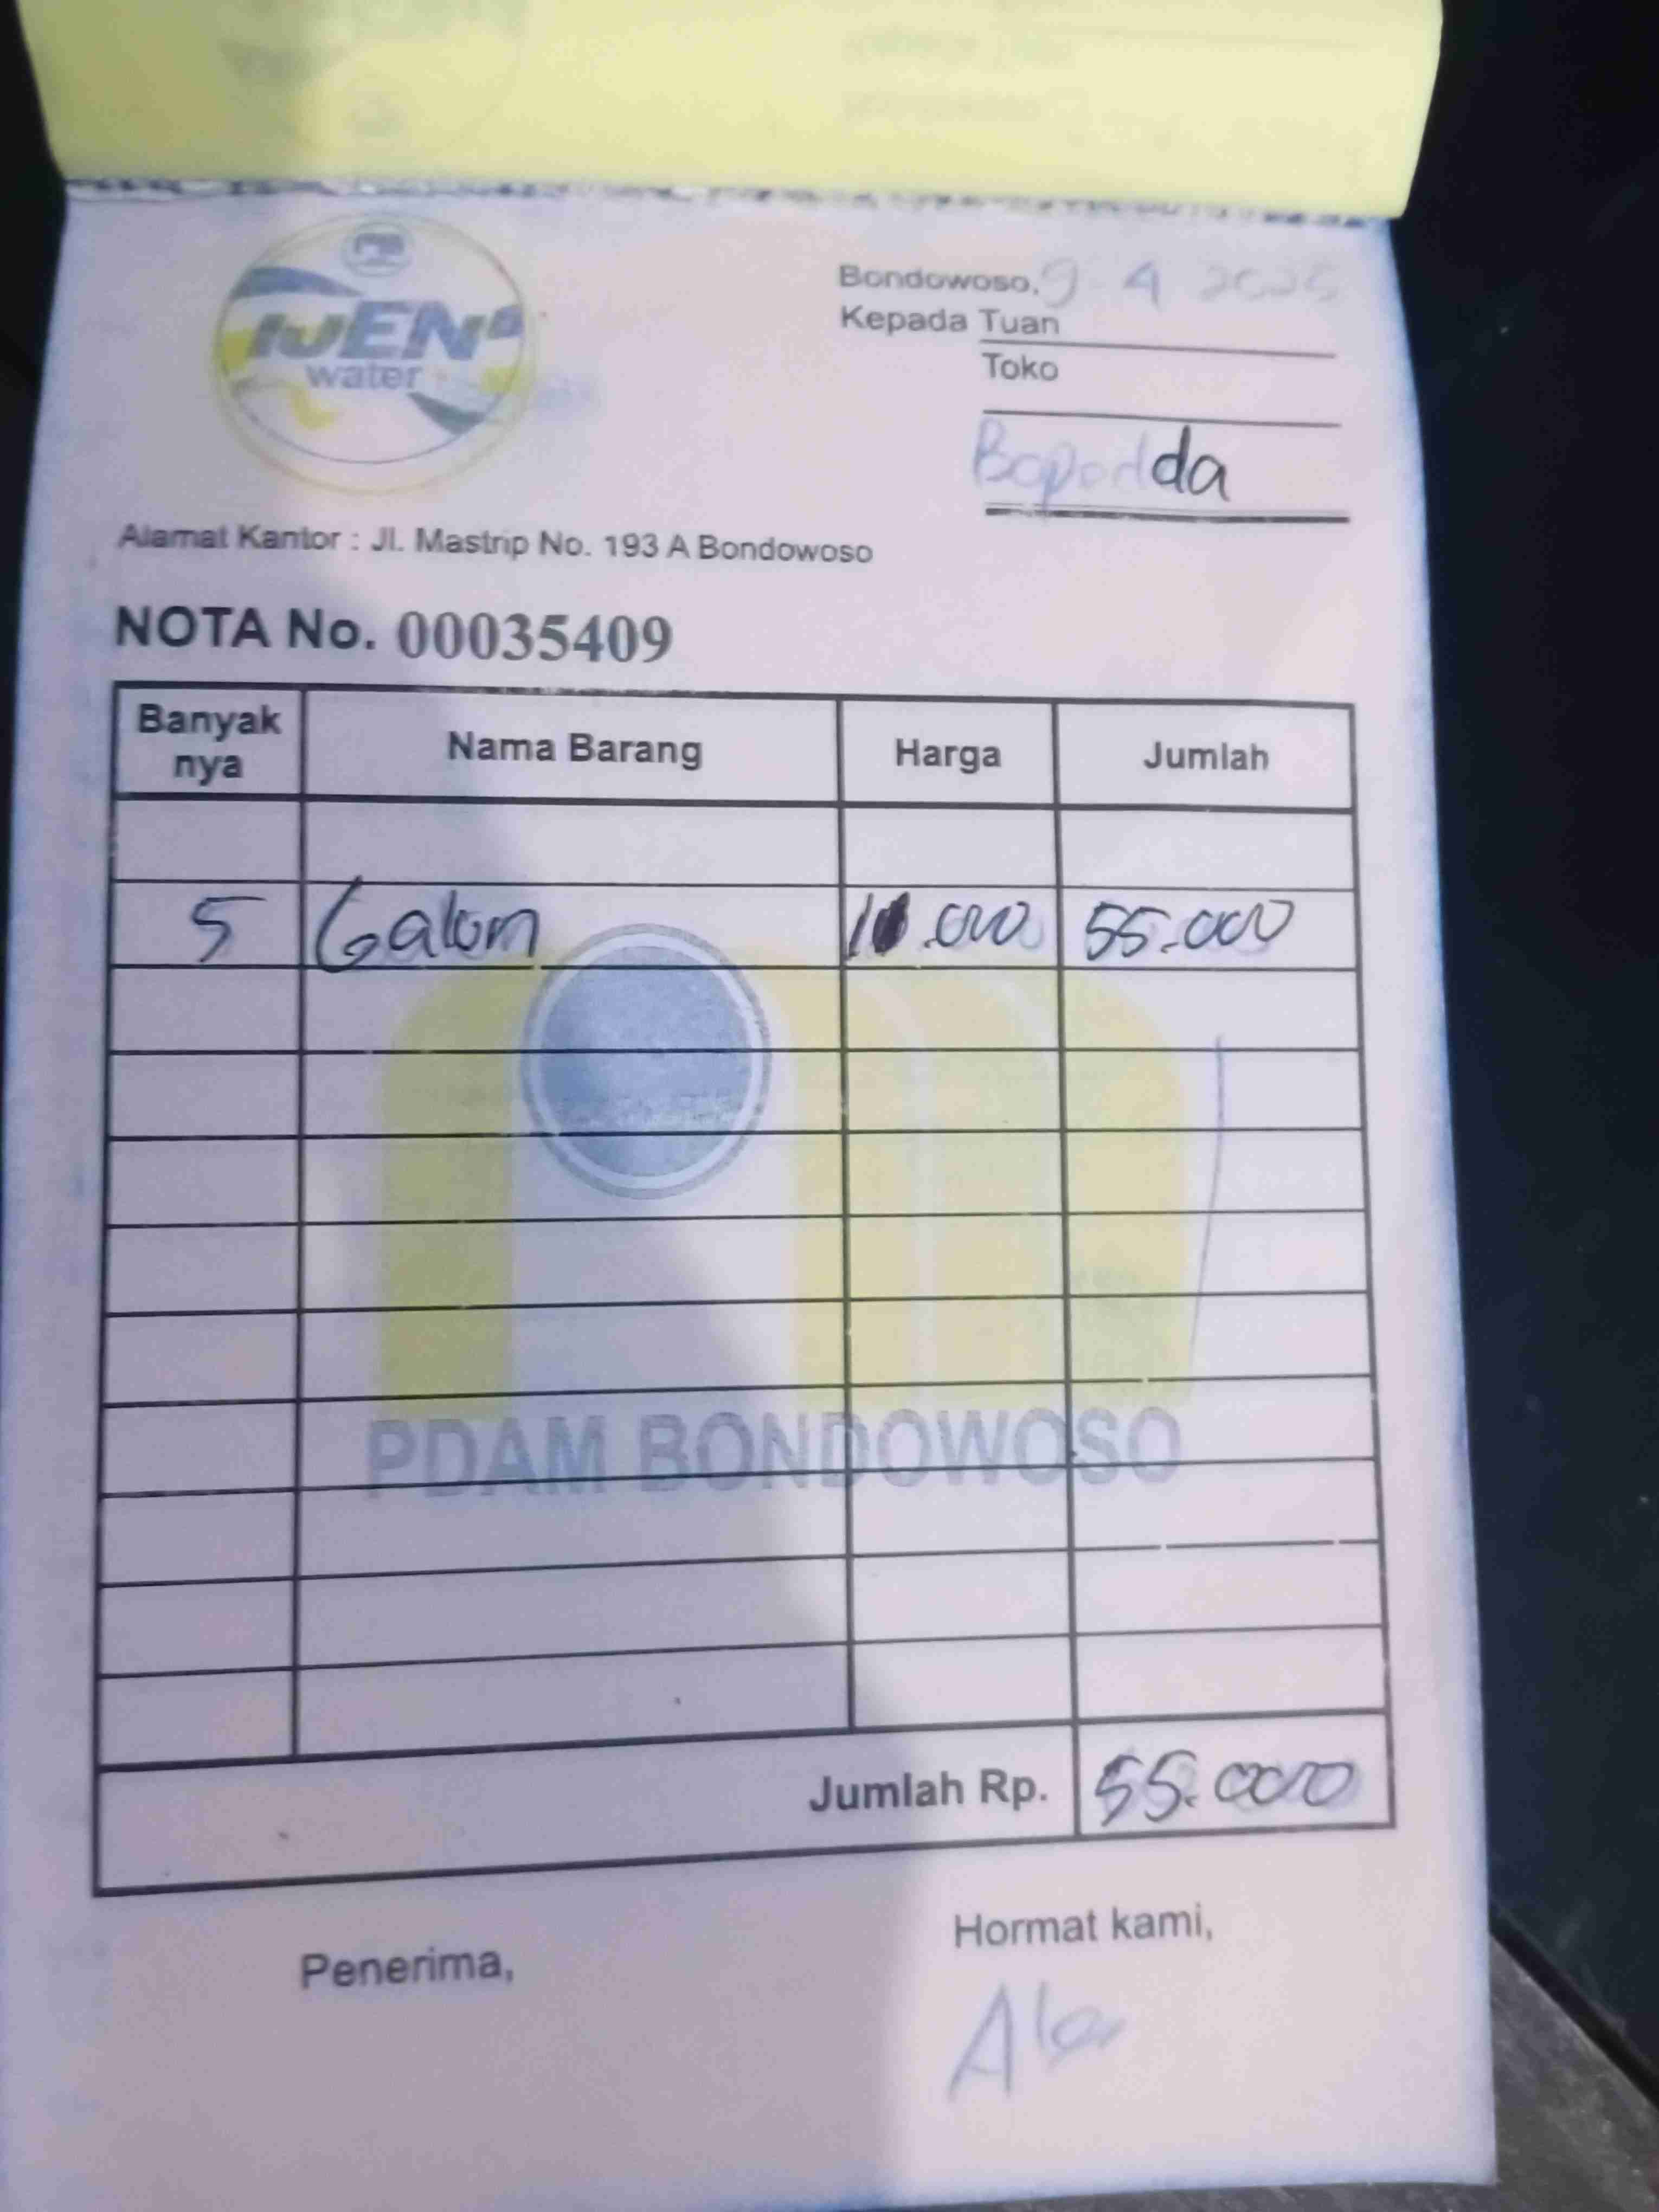 IJEN
water
Bondowoso, 9 - 4 2025
Kepada Tuan
Toko
Alamat Kantor : Jl. Mastrip No. 193 A Bondowoso
NOTA No. 00035409
Banyak nya Nama Barang Harga Jumlah
5 Galon 11.000 55.000
PDAM BONDOWOSO
Jumlah Rp. 55.000
Penerima,
Hormat kami,